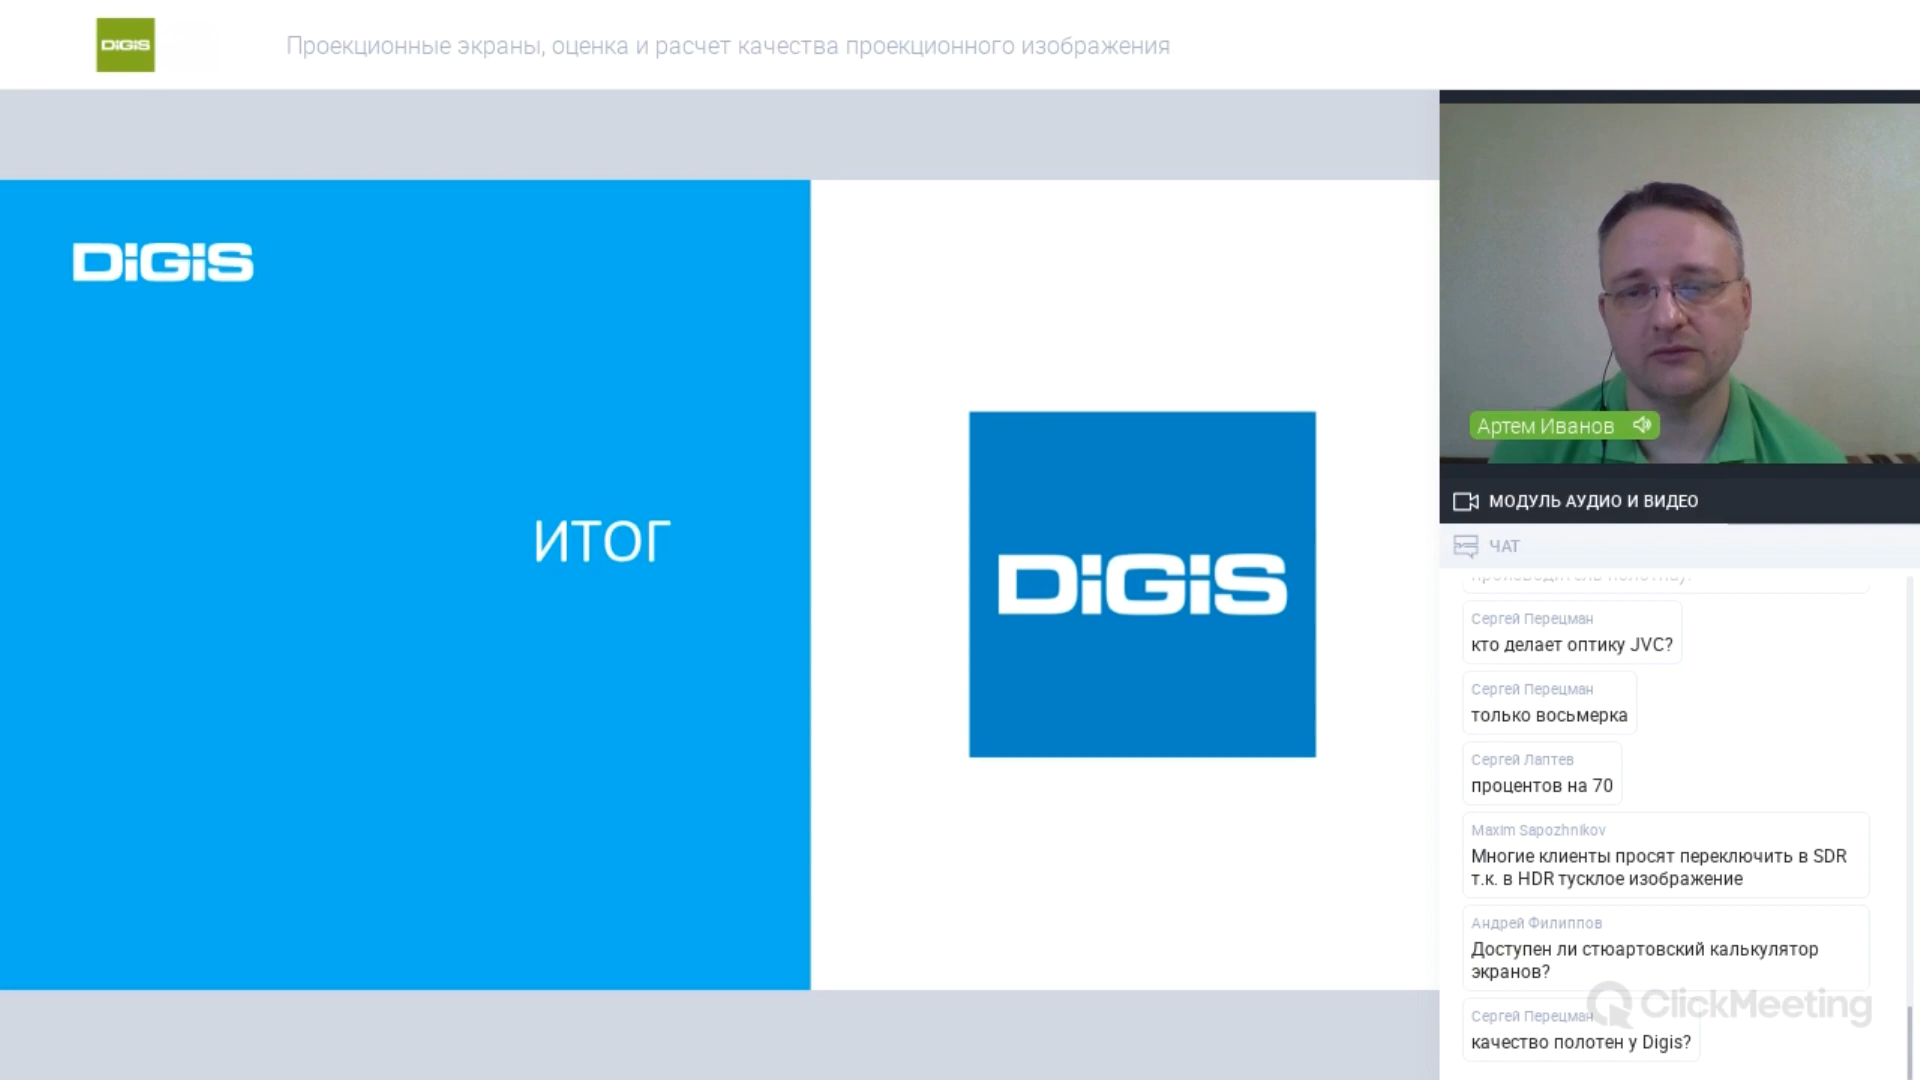 DiGiS
Проекционные экраны, оценка и расчет качества проекционного изображения
DiGiS
ИТОГ
DiGiS
Артем Иванов
МОДУЛЬ АУДИО И ВИДЕО
ЧАТ
Сергей Перецман
кто делает оптику JVC?
Сергей Перецман
только восьмерка
Сергей Лаптев
процентов на 70
Maxim Sapozhnikov
Многие клиенты просят переключить в SDR
т.к. в HDR тусклое изображение
Андрей Филиппов
Доступен ли стюартовский калькулятор
экранов?
Сергей Перецман
качество полотен у Digis?
ClickMeeting